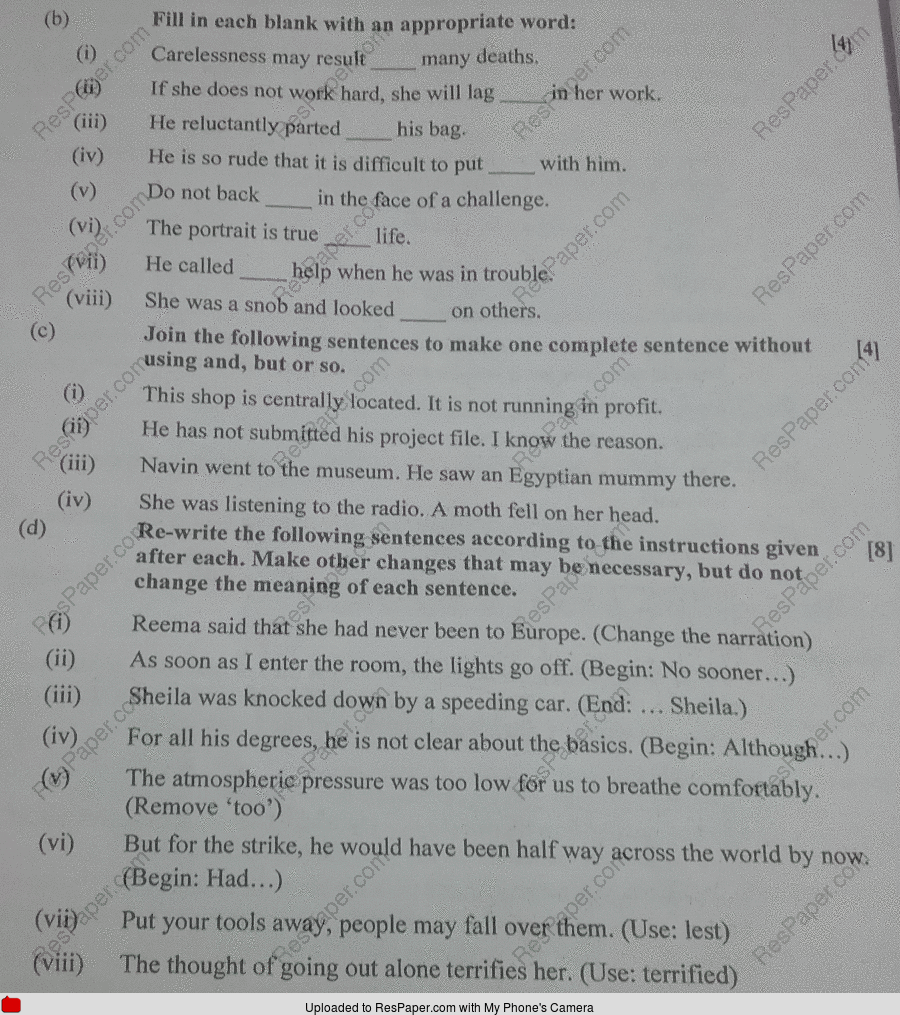 (b) Fill in each blank with an appropriate word: [4]
(i) Carelessness may result ____ many deaths.
(ii) If she does not work hard, she will lag ____ in her work.
(iii) He reluctantly parted ____ his bag.
(iv) He is so rude that it is difficult to put ____ with him.
(v) Do not back ____ in the face of a challenge.
(vi) The portrait is true ____ life.
(vii) He called ____ help when he was in trouble.
(viii) She was a snob and looked ____ on others.
(c) Join the following sentences to make one complete sentence without [4]
using and, but or so.
(i) This shop is centrally located. It is not running in profit.
(ii) He has not submitted his project file. I know the reason.
(iii) Navin went to the museum. He saw an Egyptian mummy there.
(iv) She was listening to the radio. A moth fell on her head.
(d) Re-write the following sentences according to the instructions given [8]
after each. Make other changes that may be necessary, but do not
change the meaning of each sentence.
(i) Reema said that she had never been to Europe. (Change the narration)
(ii) As soon as I enter the room, the lights go off. (Begin: No sooner…)
(iii) Sheila was knocked down by a speeding car. (End: … Sheila.)
(iv) For all his degrees, he is not clear about the basics. (Begin: Although…)
(v) The atmospheric pressure was too low for us to breathe comfortably.
(Remove ‘too’)
(vi) But for the strike, he would have been half way across the world by now.
(Begin: Had…)
(vii) Put your tools away, people may fall over them. (Use: lest)
(viii) The thought of going out alone terrifies her. (Use: terrified)
Uploaded to ResPaper.com with My Phone's Camera